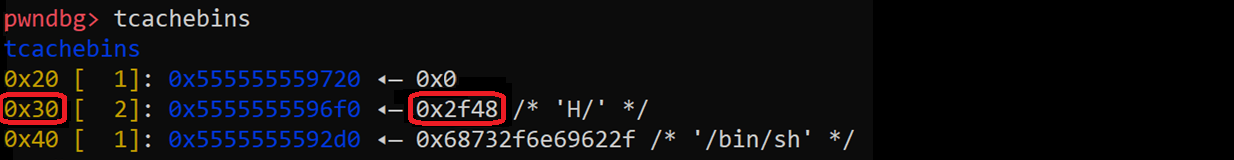 pwndbg> tcachebins
tcachebins
0x20 [  1]: 0x555555559720 ◂— 0x0
0x30 [  2]: 0x5555555596f0 ◂— 0x2f48 /* 'H/' */
0x40 [  1]: 0x5555555592d0 ◂— 0x68732f6e69622f /* '/bin/sh' */